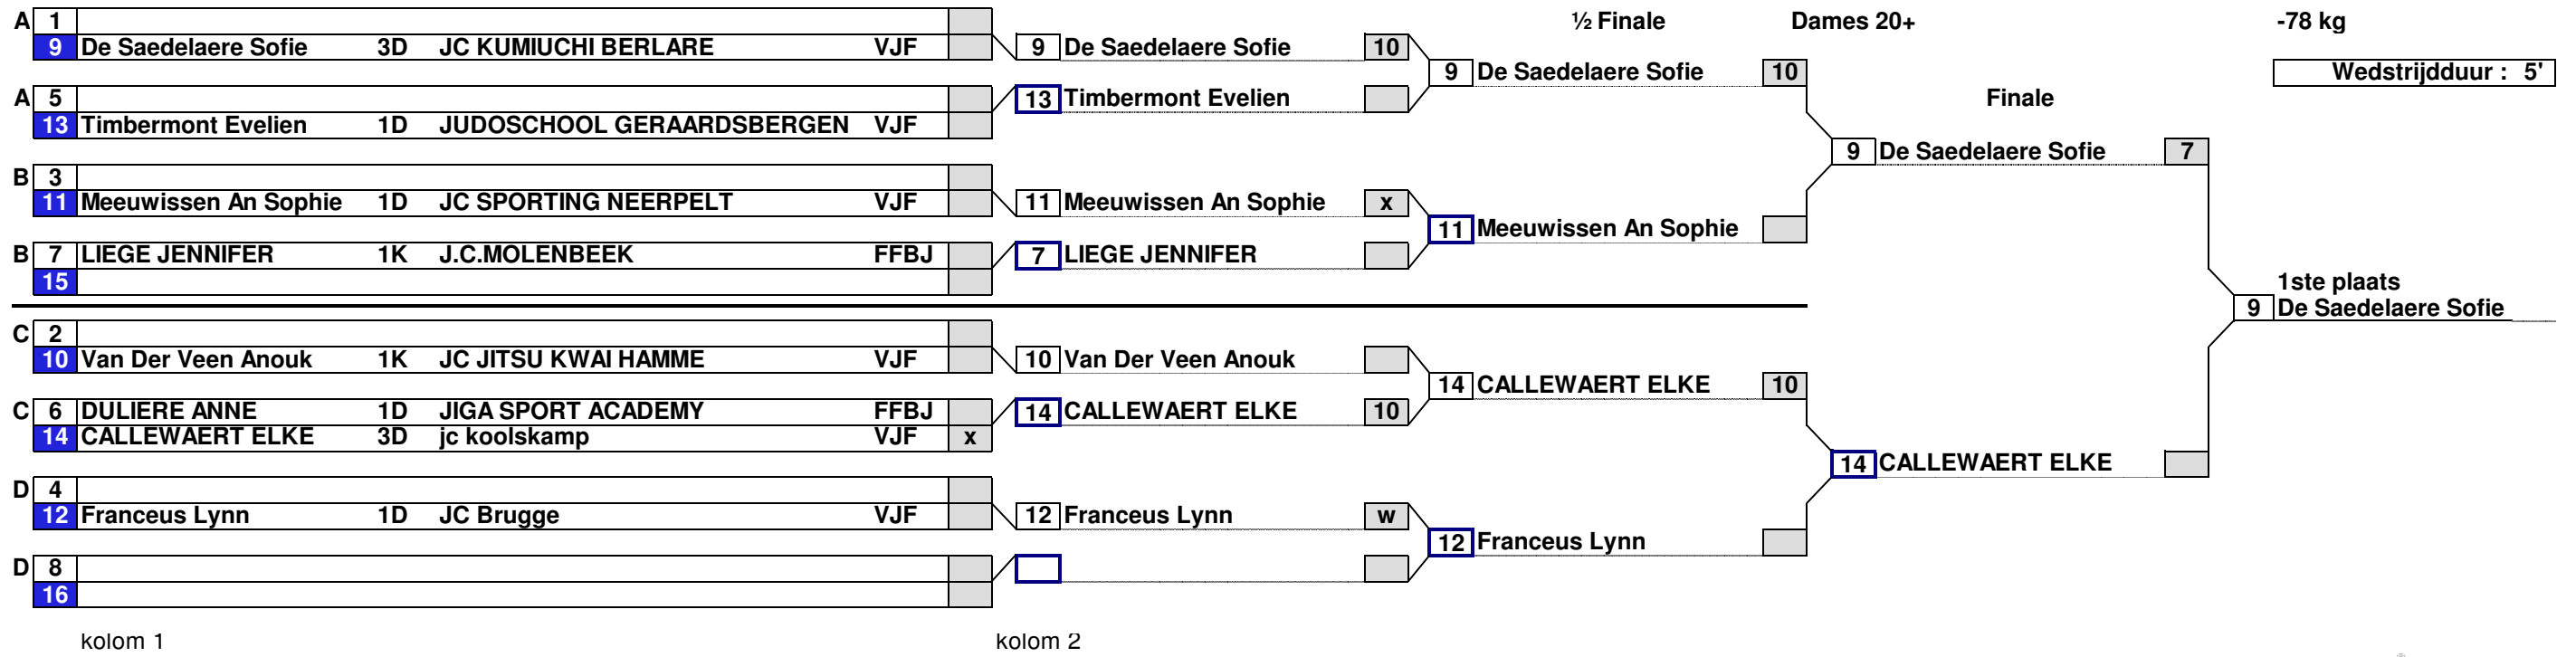 ½ Finale Dames 20+ -78 kg
A 1
9 De Saedelaere Sofie 3D JC KUMIUCHI BERLARE VJF
9 De Saedelaere Sofie 10
9 De Saedelaere Sofie 10
Wedstrijdduur : 5'
A 5
13 Timbermont Evelien
Finale
13 Timbermont Evelien 1D JUDOSCHOOL GERAARDSBERGEN VJF
9 De Saedelaere Sofie 7
B 3
11 Meeuwissen An Sophie 1D JC SPORTING NEERPELT VJF
11 Meeuwissen An Sophie x
11 Meeuwissen An Sophie
B 7 LIEGE JENNIFER 1K J.C.MOLENBEEK FFBJ
7 LIEGE JENNIFER
15
1ste plaats
9 De Saedelaere Sofie
C 2
10 Van Der Veen Anouk 1K JC JITSU KWAI HAMME VJF
10 Van Der Veen Anouk
14 CALLEWAERT ELKE 10
C 6 DULIERE ANNE 1D JIGA SPORT ACADEMY FFBJ
14 CALLEWAERT ELKE 10
14 CALLEWAERT ELKE 3D jc koolskamp VJF x
14 CALLEWAERT ELKE
D 4
12 Franceus Lynn 1D JC Brugge VJF
12 Franceus Lynn w
12 Franceus Lynn
D 8
16
kolom 1 kolom 2